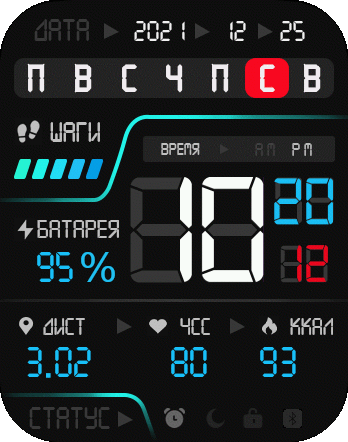 ДАТА 2021 12 25
П В С Ч П С В
ШАГИ
ВРЕМЯ AM PM
10 20
БАТАРЕЯ
95 % 12
ДИСТ ЧСС ККАЛ
3.02 80 93
СТАТУС